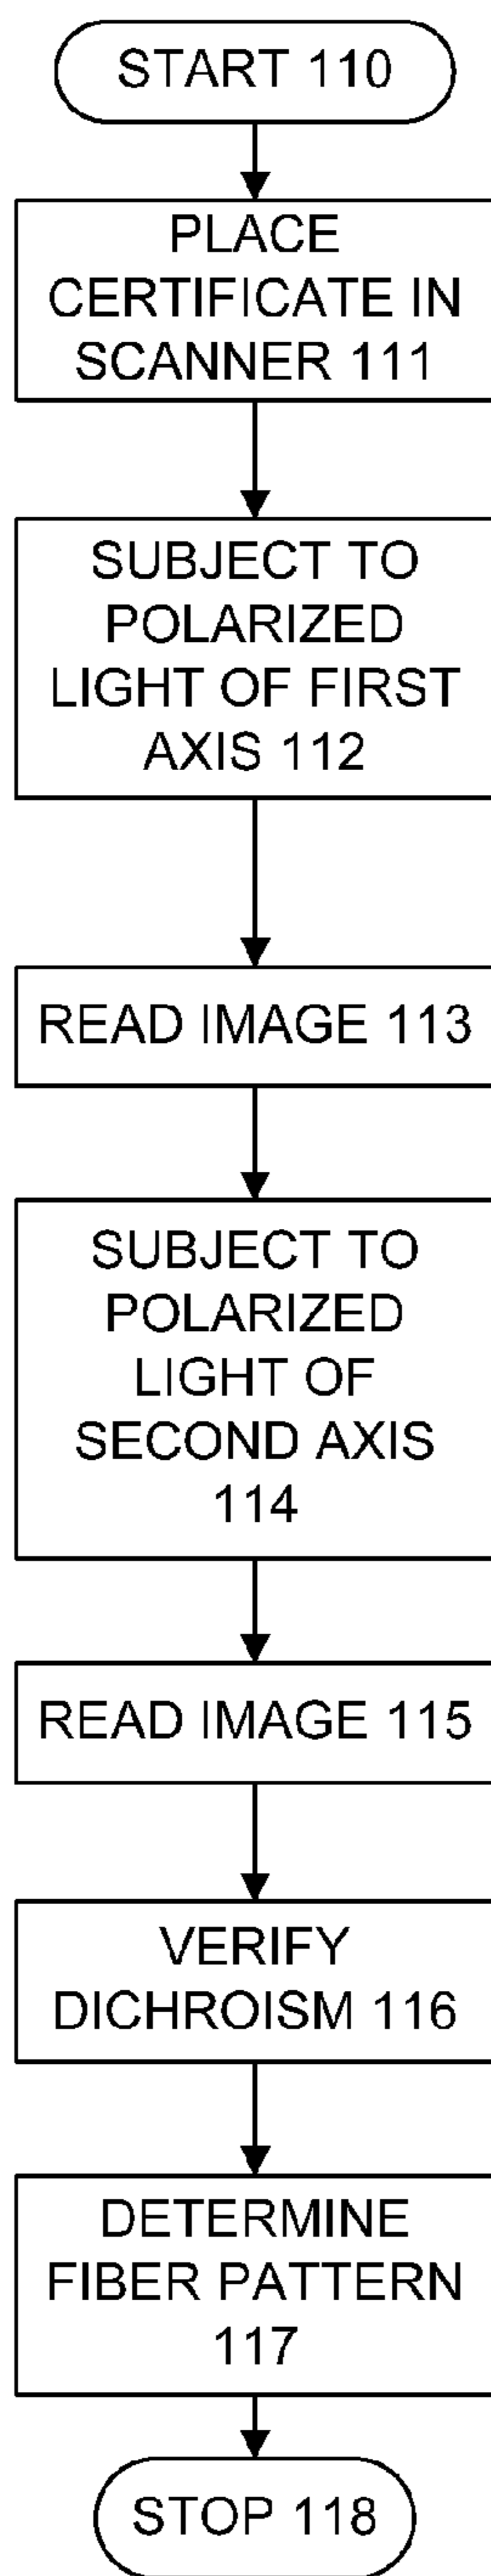 START 110
PLACE
CERTIFICATE IN
SCANNER 111
SUBJECT TO
POLARIZED
LIGHT OF FIRST
AXIS 112
READ IMAGE 113
SUBJECT TO
POLARIZED
LIGHT OF
SECOND AXIS
114
READ IMAGE 115
VERIFY
DICHROISM 116
DETERMINE
FIBER PATTERN
117
STOP 118